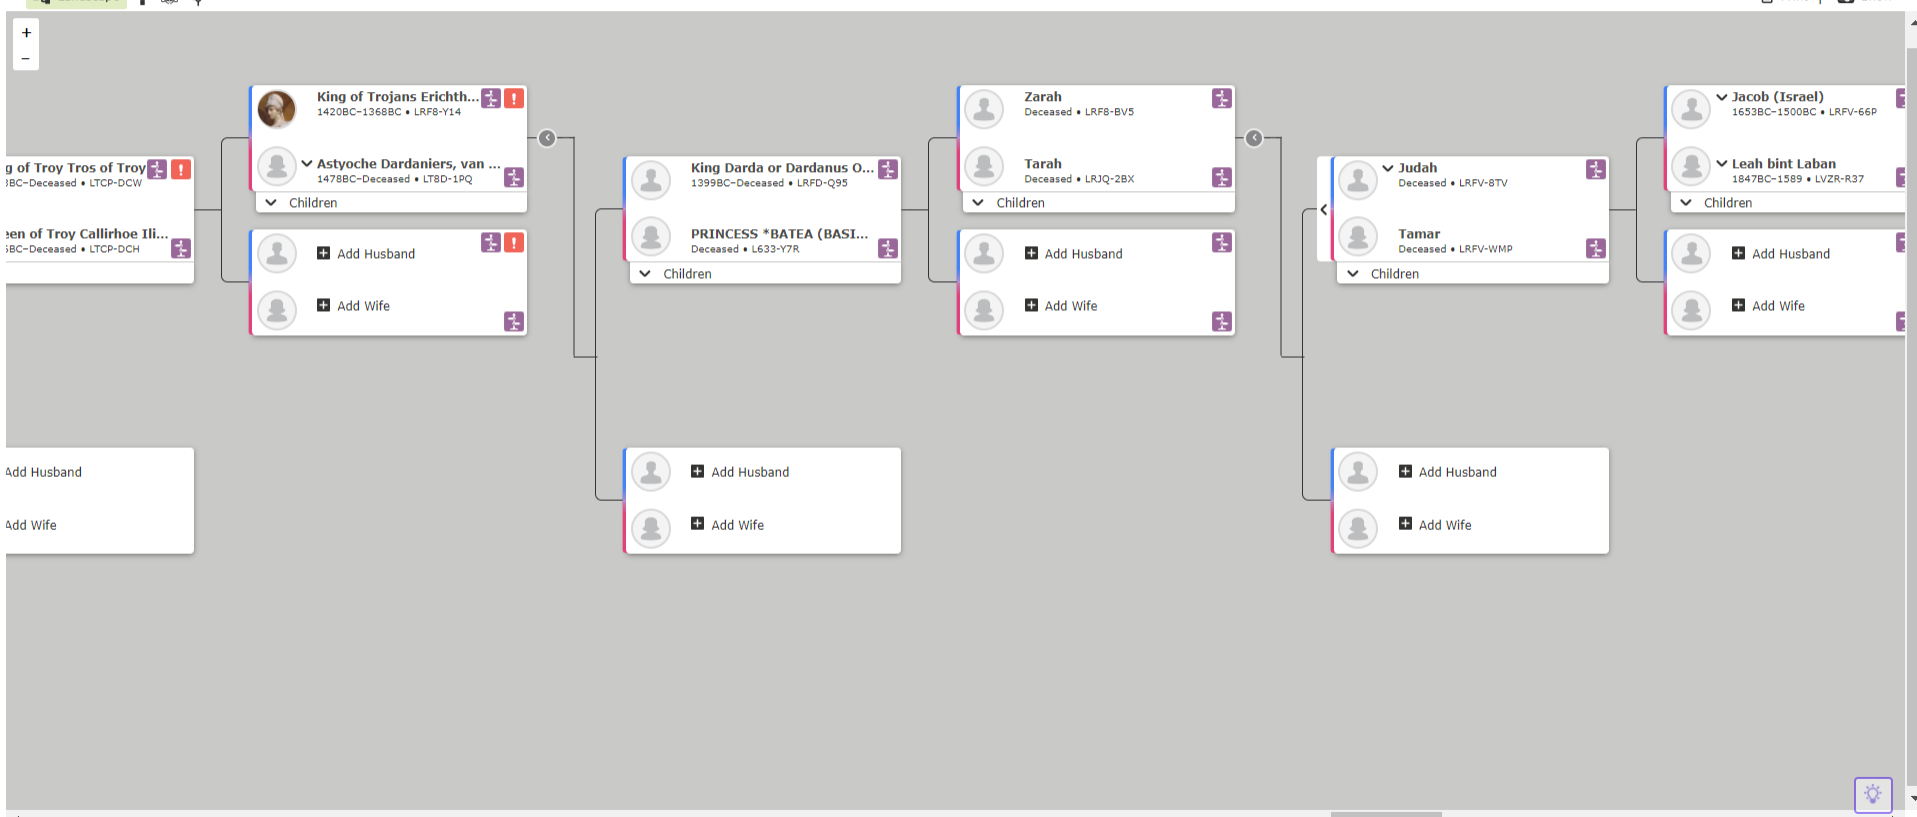 +
−
g of Troy Tros of Troy
BC–Deceased • LTCP-DCW
een of Troy Callirhoe Ili...
BC–Deceased • LTCP-DCH
Add Husband
Add Wife
King of Trojans Erichth...
1420BC–1368BC • LRF8-Y14
Astyoche Dardaniers, van ...
1478BC–Deceased • LT8D-1PQ
Children
Add Husband
Add Wife
King Darda or Dardanus O...
1399BC–Deceased • LRFD-Q95
PRINCESS *BATEA (BASI...
Deceased • L633-Y7R
Children
Add Husband
Add Wife
Zarah
Deceased • LRF8-BV5
Tarah
Deceased • LRJQ-2BX
Children
Add Husband
Add Wife
Judah
Deceased • LRFV-8TV
Tamar
Deceased • LRFV-WMP
Children
Add Husband
Add Wife
Jacob (Israel)
1653BC–1500BC • LRFV-66P
Leah bint Laban
1847BC–1589 • LVZR-R37
Children
Add Husband
Add Wife